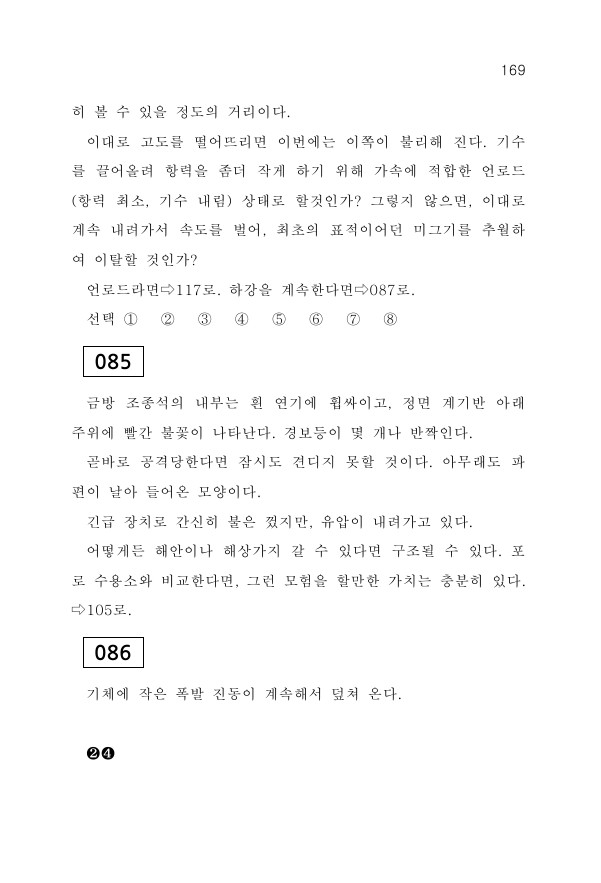 169
히 볼 수 있을 정도의 거리이다.
이대로 고도를 떨어뜨리면 이번에는 이쪽이 불리해 진다. 기수
를 끌어올려 항력을 좀더 작게 하기 위해 가속에 적합한 언로드
(항력 최소, 기수 내림) 상태로 할것인가? 그렇지 않으면, 이대로
계속 내려가서 속도를 벌어, 최초의 표적이어던 미그기를 추월하
여 이탈할 것인가?
언로드라면⇨117로. 하강을 계속한다면⇨087로.
선택 ① ② ③ ④ ⑤ ⑥ ⑦ ⑧
085
금방 조종석의 내부는 흰 연기에 휩싸이고, 정면 계기반 아래
주위에 빨간 불꽃이 나타난다. 경보등이 몇 개나 반짝인다.
곧바로 공격당한다면 잠시도 견디지 못할 것이다. 아무래도 파
편이 날아 들어온 모양이다.
긴급 장치로 간신히 불은 껐지만, 유압이 내려가고 있다.
어떻게든 해안이나 해상가지 갈 수 있다면 구조될 수 있다. 포
로 수용소와 비교한다면, 그런 모험을 할만한 가치는 충분히 있다.
⇨105로.
086
기체에 작은 폭발 진동이 계속해서 덮쳐 온다.
❷❹